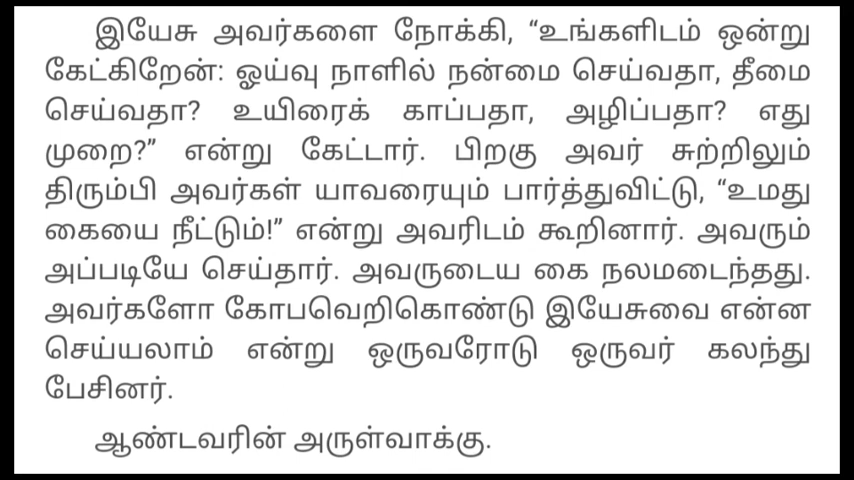 இயேசு அவர்களை நோக்கி, “உங்களிடம் ஒன்று
கேட்கிறேன்: ஓய்வு நாளில் நன்மை செய்வதா, தீமை
செய்வதா? உயிரைக் காப்பதா, அழிப்பதா? எது
முறை?” என்று கேட்டார். பிறகு அவர் சுற்றிலும்
திரும்பி அவர்கள் யாவரையும் பார்த்துவிட்டு, “உமது
கையை நீட்டும்!” என்று அவரிடம் கூறினார். அவரும்
அப்படியே செய்தார். அவருடைய கை நலமடைந்தது.
அவர்களோ கோபவெறிகொண்டு இயேசுவை என்ன
செய்யலாம் என்று ஒருவரோடு ஒருவர் கலந்து
பேசினர்.
ஆண்டவரின் அருள்வாக்கு.